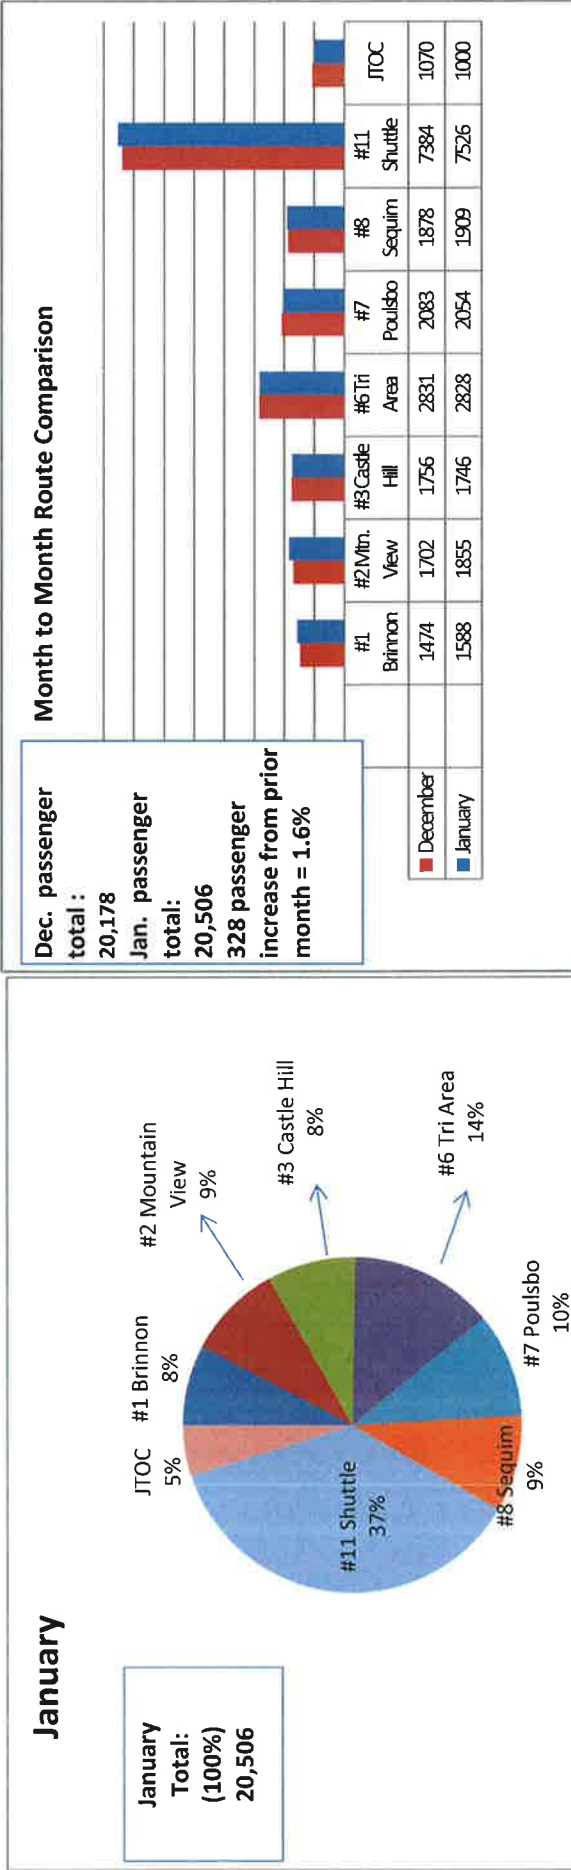 January
January
Total:
(100%)
20,506
JTOC
5%
#1 Brinnon
8%
#2 Mountain
View
9%
#3 Castle Hill
8%
#6 Tri Area
14%
#7 Poulsbo
10%
#8 Sequim
9%
#11 Shuttle
37%
Month to Month Route Comparison
Dec. passenger
total :
20,178
Jan. passenger
total:
20,506
328 passenger
increase from prior
month = 1.6%
#1 Brinnon #2 Mtn. View #3 Castle Hill #6 Tri Area #7 Poulsbo #8 Sequim #11 Shuttle JTOC
December 1474 1702 1756 2831 2083 1878 7384 1070
January 1588 1855 1746 2828 2054 1909 7526 1000